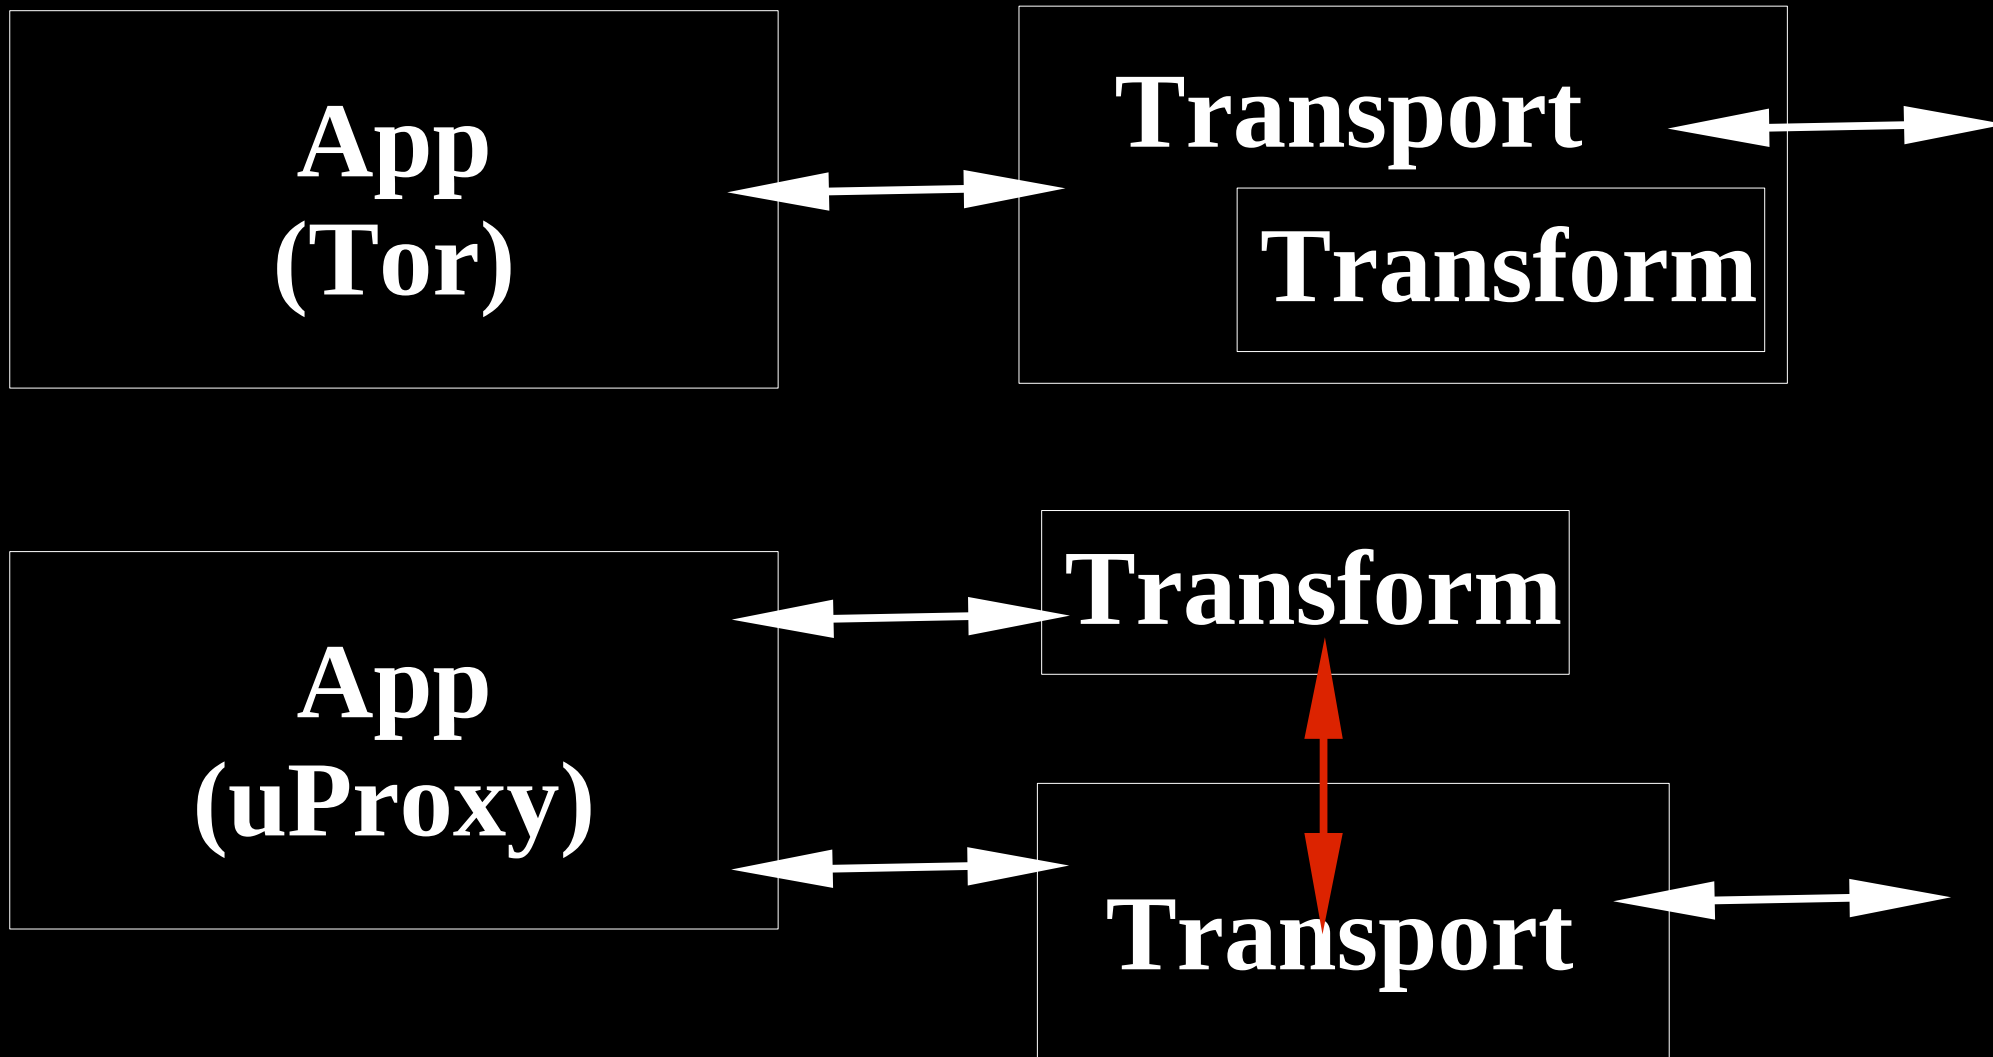 App
(Tor)
Transport
Transform
App
(uProxy)
Transform
Transport